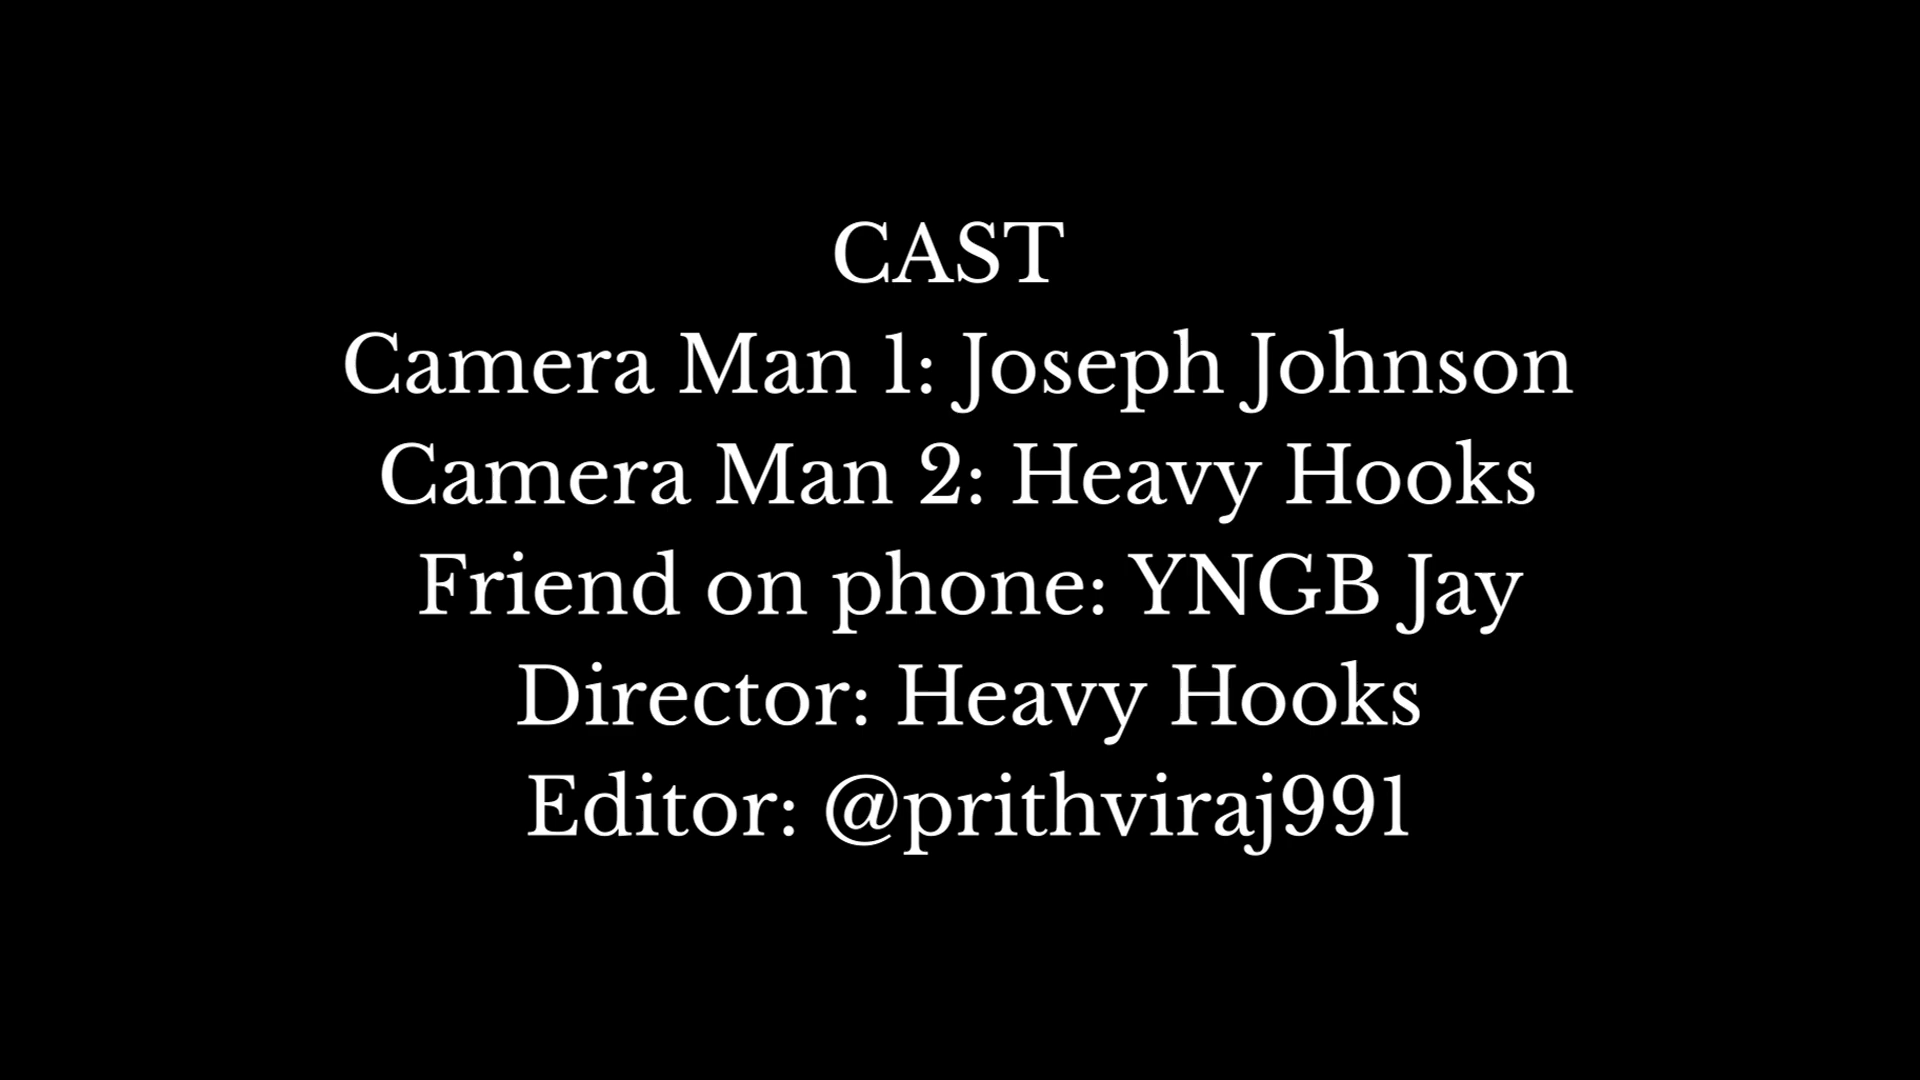 CAST
Camera Man 1: Joseph Johnson
Camera Man 2: Heavy Hooks
Friend on phone: YNGB Jay
Director: Heavy Hooks
Editor: @prithviraj991